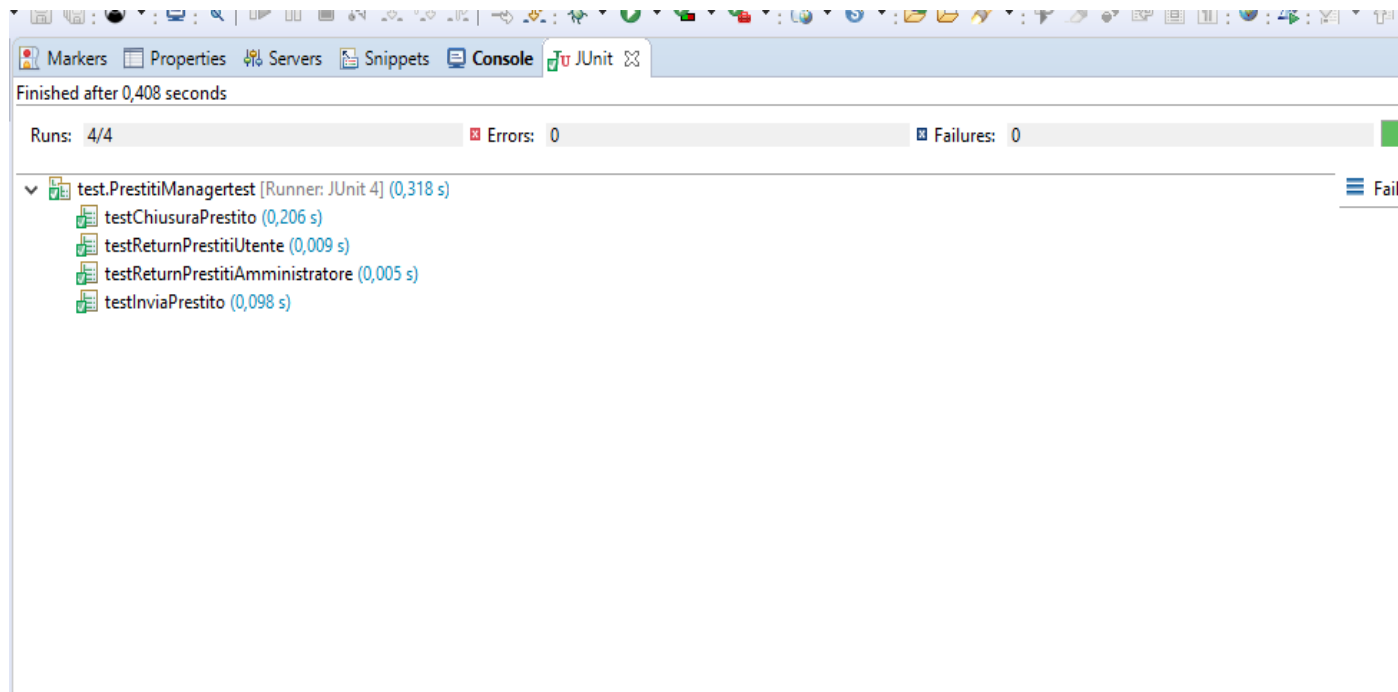 Markers Properties Servers Snippets Console JUnit
Finished after 0,408 seconds
Runs: 4/4 Errors: 0 Failures: 0
test.PrestitiManagertest [Runner: JUnit 4] (0,318 s)
testChiusuraPrestito (0,206 s)
testReturnPrestitiUtente (0,009 s)
testReturnPrestitiAmministratore (0,005 s)
testInviaPrestito (0,098 s)
Fail